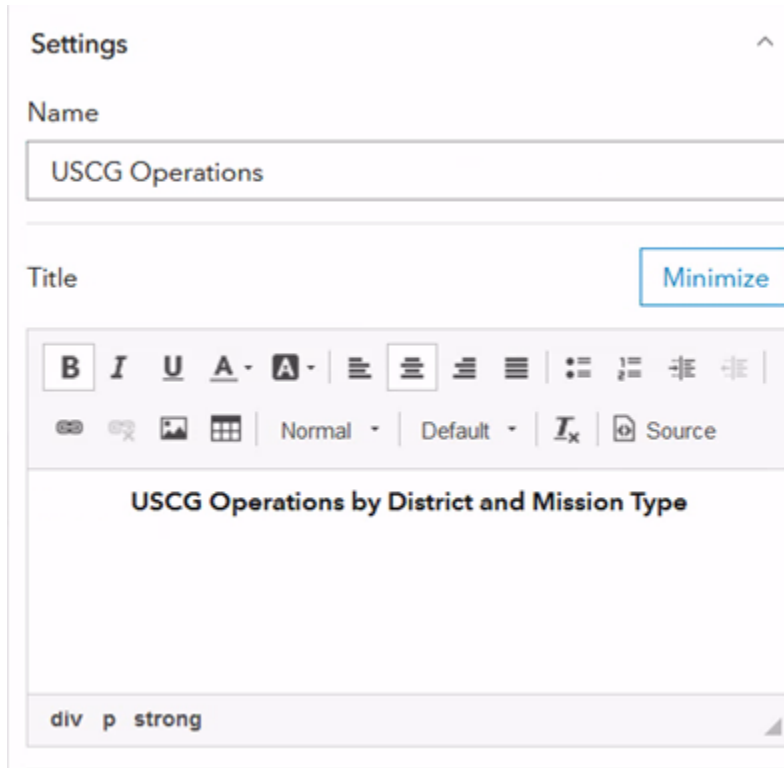 Settings
Name
USCG Operations
Title
Minimize
B I U A A
Normal Default Source
USCG Operations by District and Mission Type
div p strong